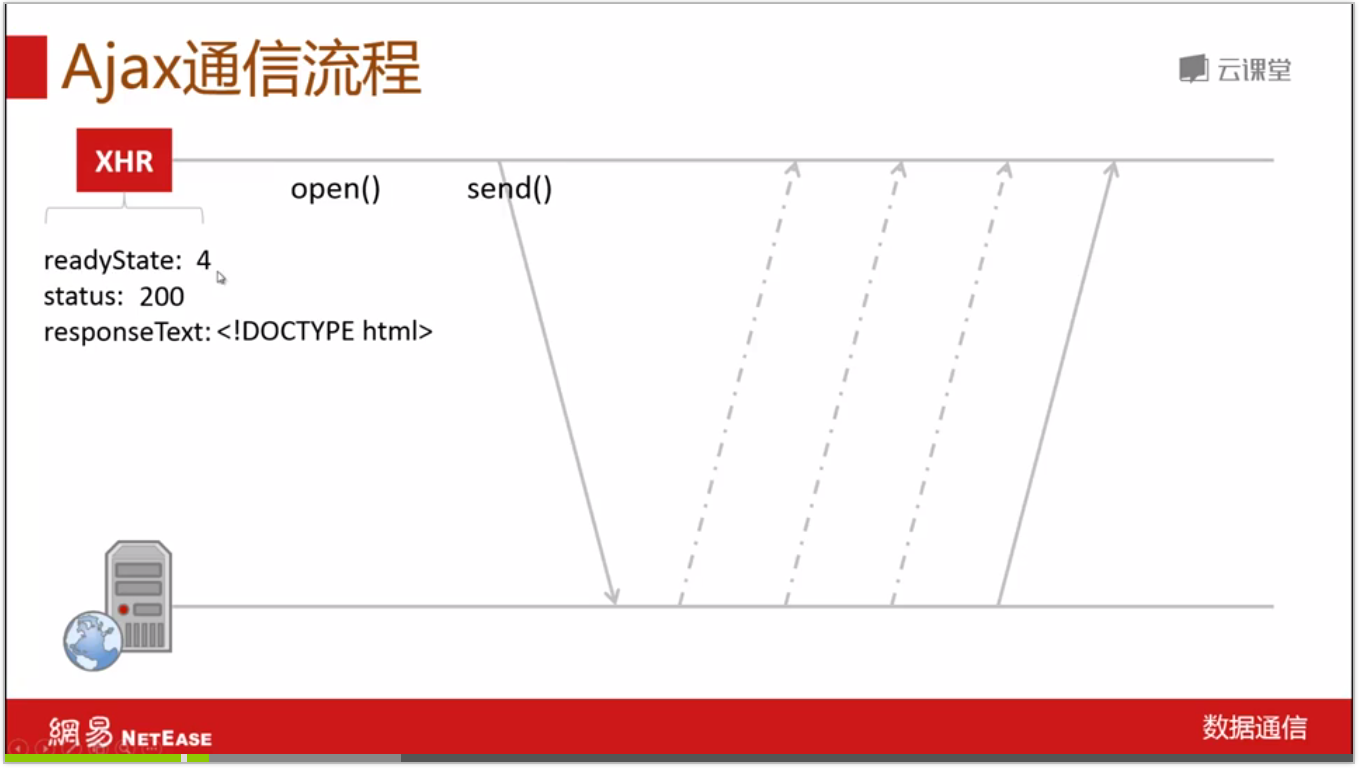 Ajax通信流程
云课堂
XHR
open()
send()
readyState: 4
status: 200
responseText: <!DOCTYPE html>
網易 NETEASE
数据通信